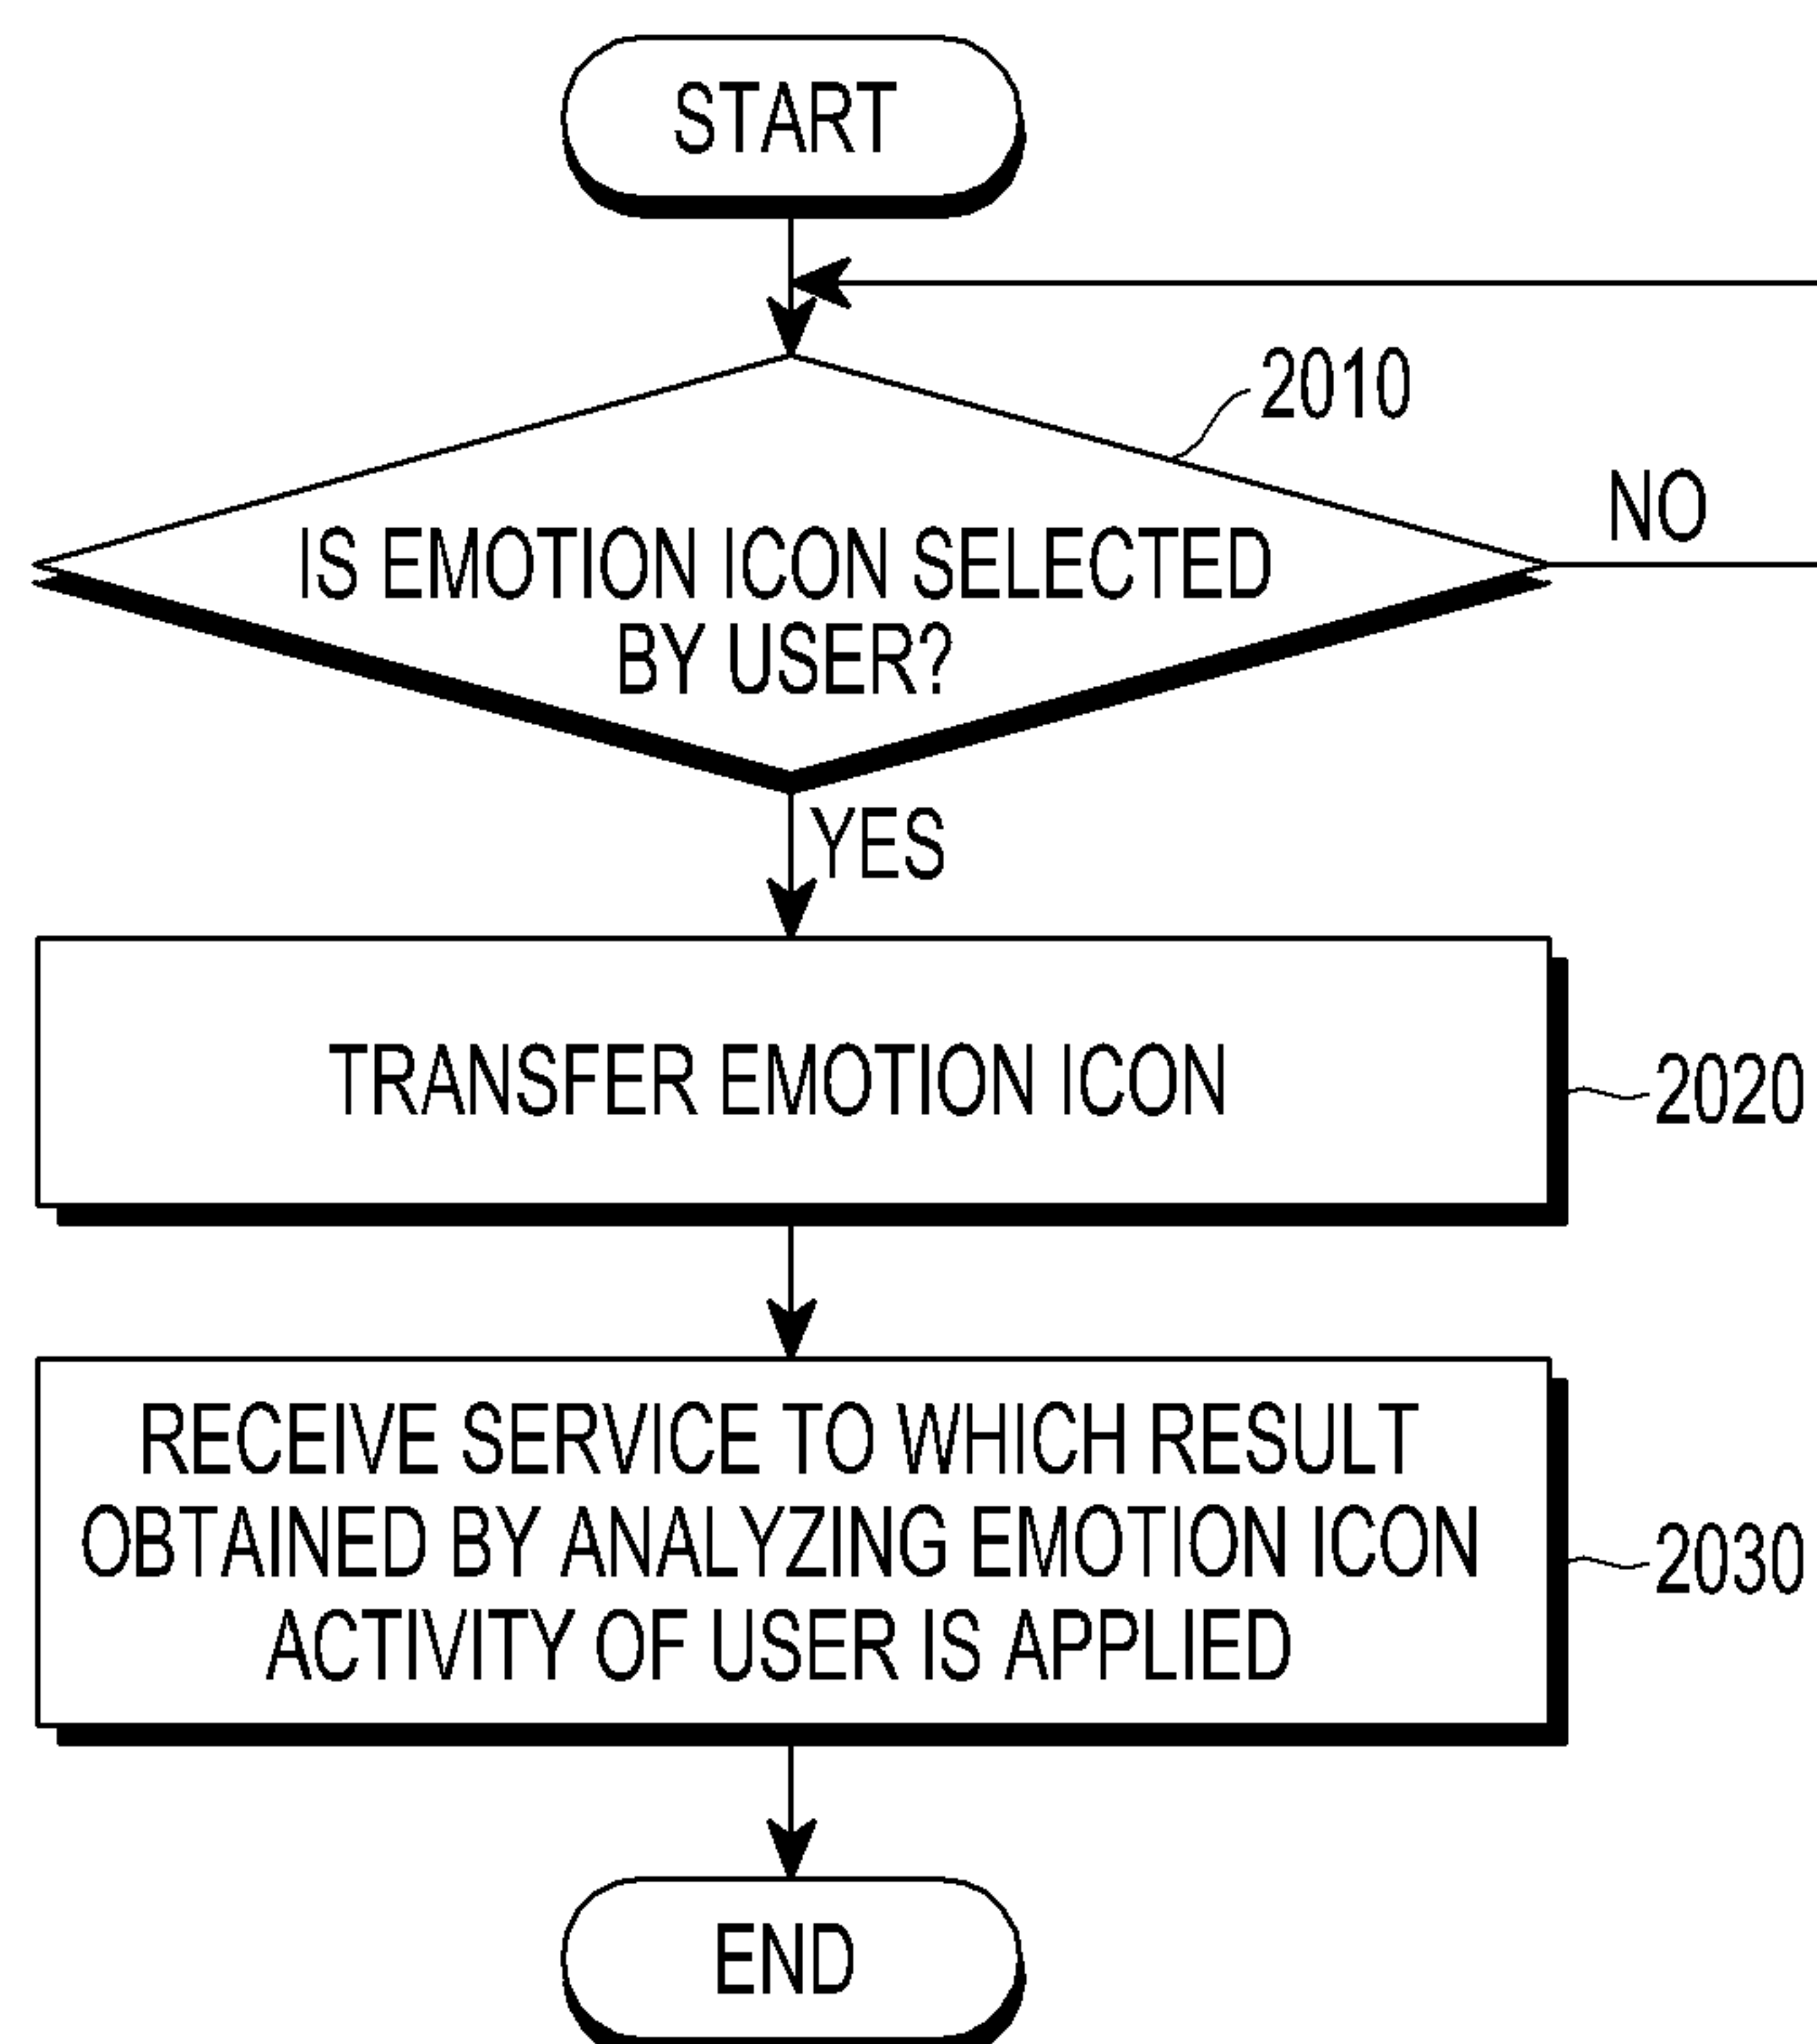 START
2010
NO
IS EMOTION ICON SELECTED
BY USER?
YES
TRANSFER EMOTION ICON
2020
RECEIVE SERVICE TO WHICH RESULT
OBTAINED BY ANALYZING EMOTION ICON
ACTIVITY OF USER IS APPLIED
2030
END